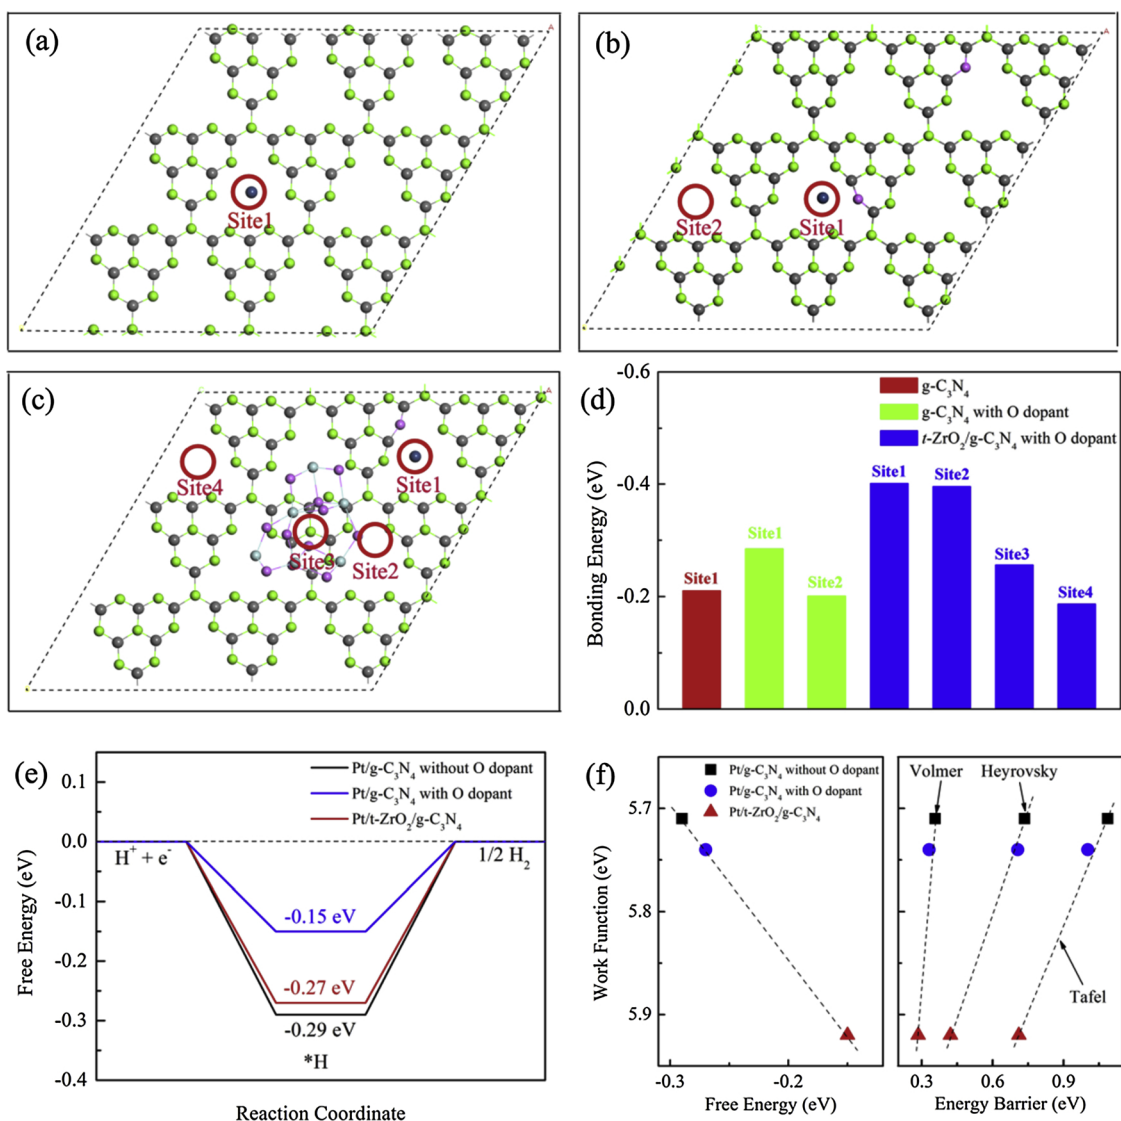 (a)
A
Site1
(b)
A
Site2
Site1
(c)
A
Site4
Site1
Site3
Site2
(d)
-0.6
-0.4
-0.2
0.0
Bonding Energy (eV)
g-C₃N₄
g-C₃N₄ with O dopant
t-ZrO₂/g-C₃N₄ with O dopant
Site1
Site1
Site2
Site1
Site2
Site3
Site4
(e)
0.1
0.0
-0.1
-0.2
-0.3
-0.4
Free Energy (eV)
Pt/g-C₃N₄ without O dopant
Pt/g-C₃N₄ with O dopant
Pt/t-ZrO₂/g-C₃N₄
H⁺ + e⁻
1/2 H₂
-0.15 eV
-0.27 eV
-0.29 eV
*H
Reaction Coordinate
(f)
5.7
5.8
5.9
Work Function (eV)
Pt/g-C₃N₄ without O dopant
Pt/g-C₃N₄ with O dopant
Pt/t-ZrO₂/g-C₃N₄
-0.3
-0.2
Free Energy (eV)
Volmer
Heyrovsky
Tafel
0.3
0.6
0.9
Energy Barrier (eV)